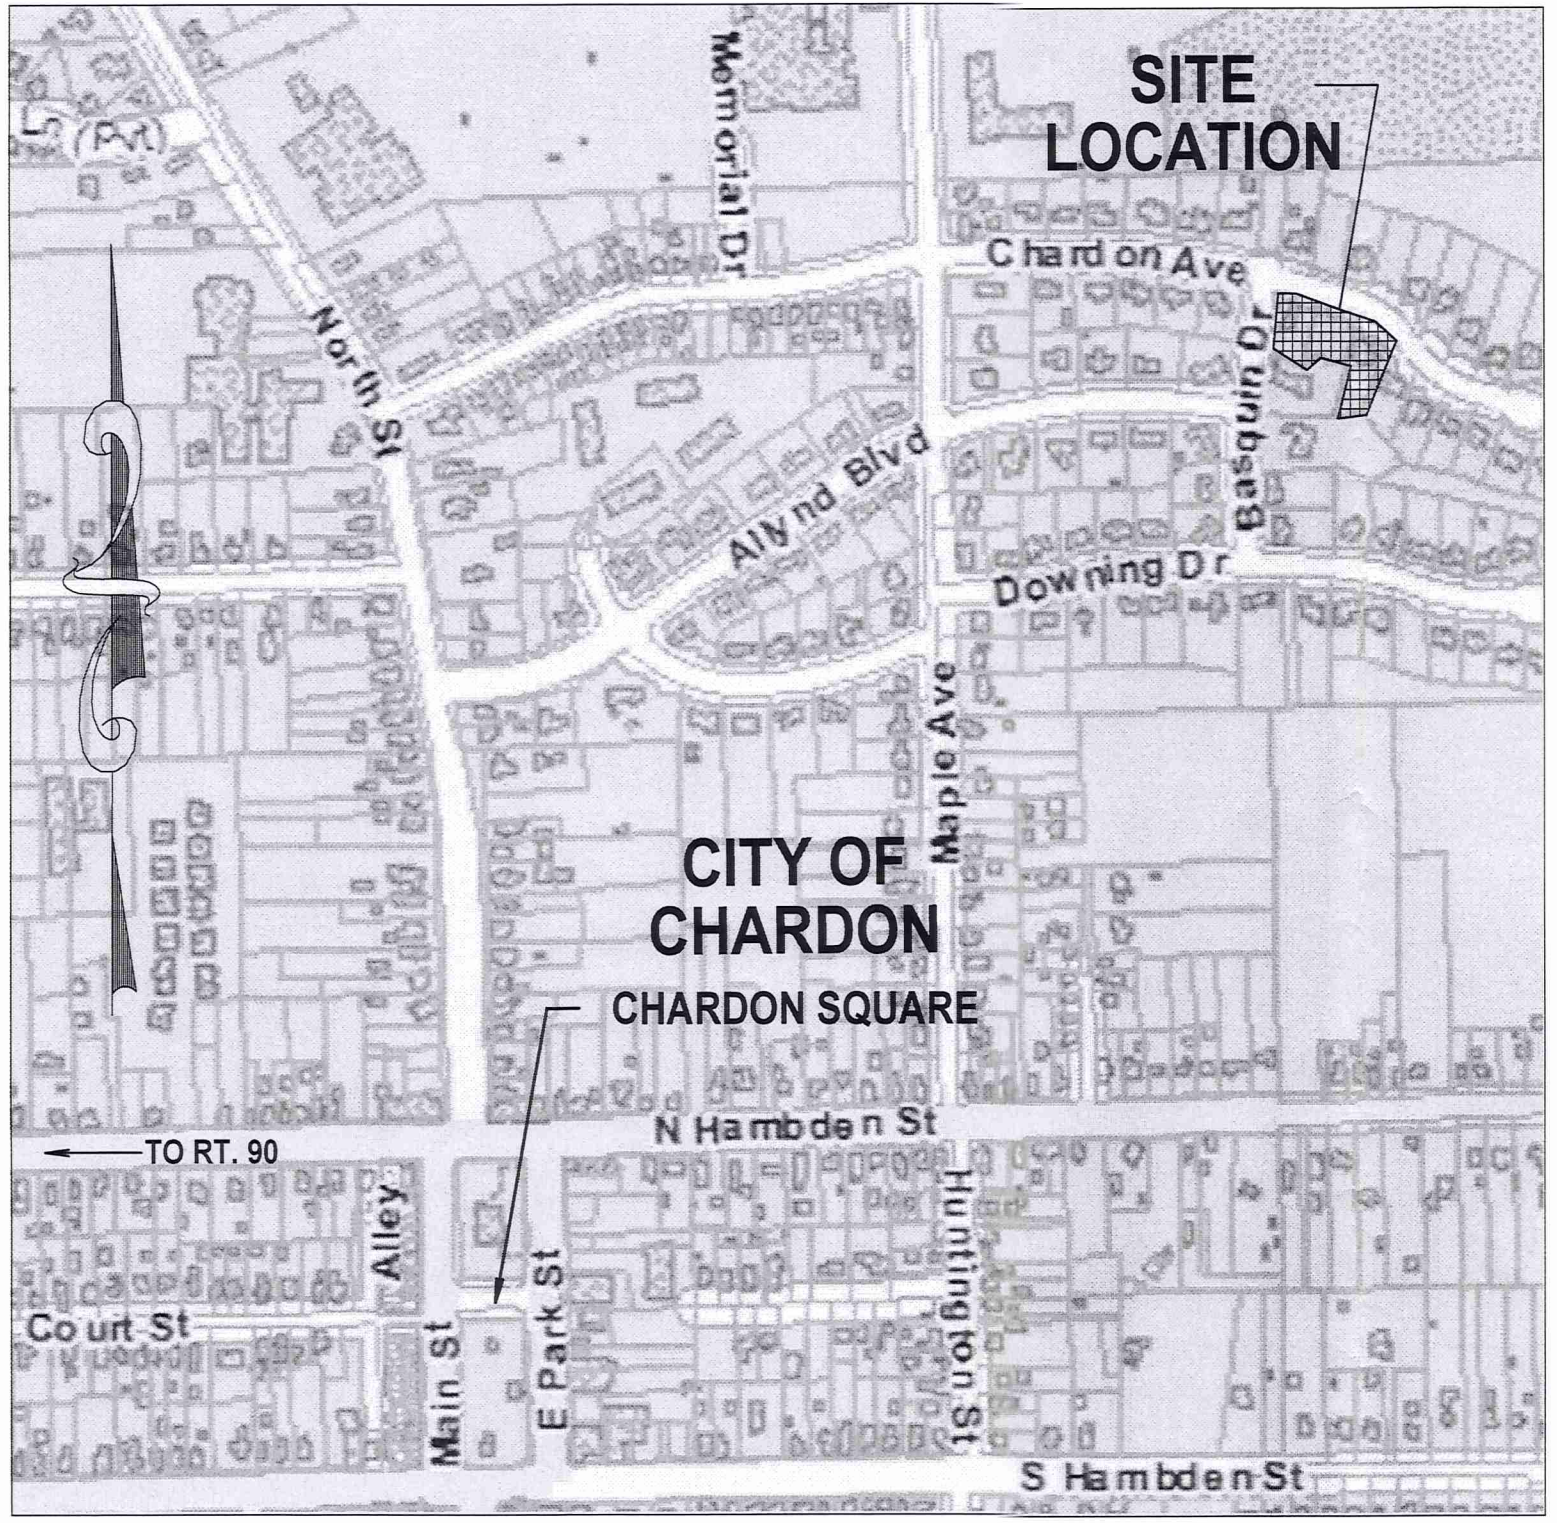 Memorial Dr
SITE
LOCATION
(Pvt)
Chardon Ave
North St
Basquin Dr
Allynd Blvd
Downing Dr
Maple Ave
CITY OF
CHARDON
CHARDON SQUARE
N Hambden St
TO RT. 90
Alley
Huntington St
E Park St
Court St
Main St
S Hambden St